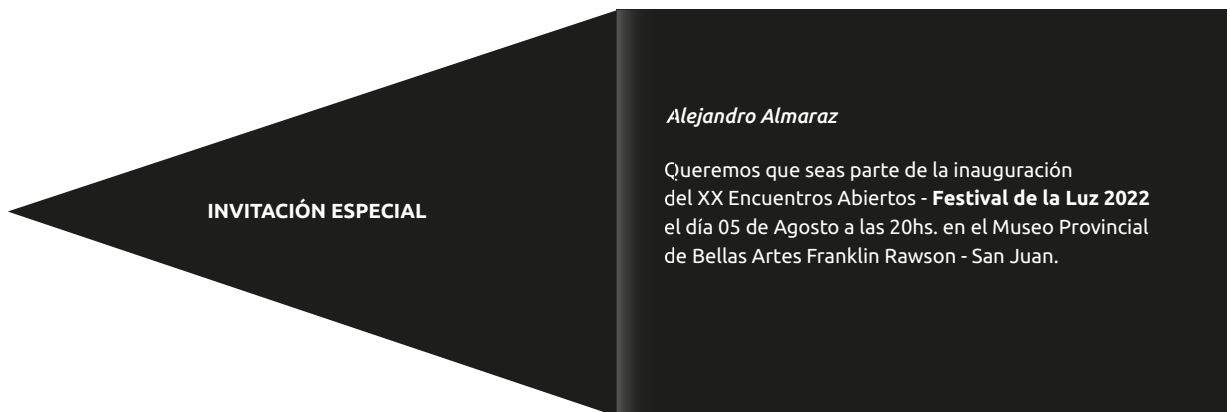 INVITACIÓN ESPECIAL
Alejandro Almaraz
Queremos que seas parte de la inauguración
del XX Encuentros Abiertos - Festival de la Luz 2022
el día 05 de Agosto a las 20hs. en el Museo Provincial
de Bellas Artes Franklin Rawson - San Juan.